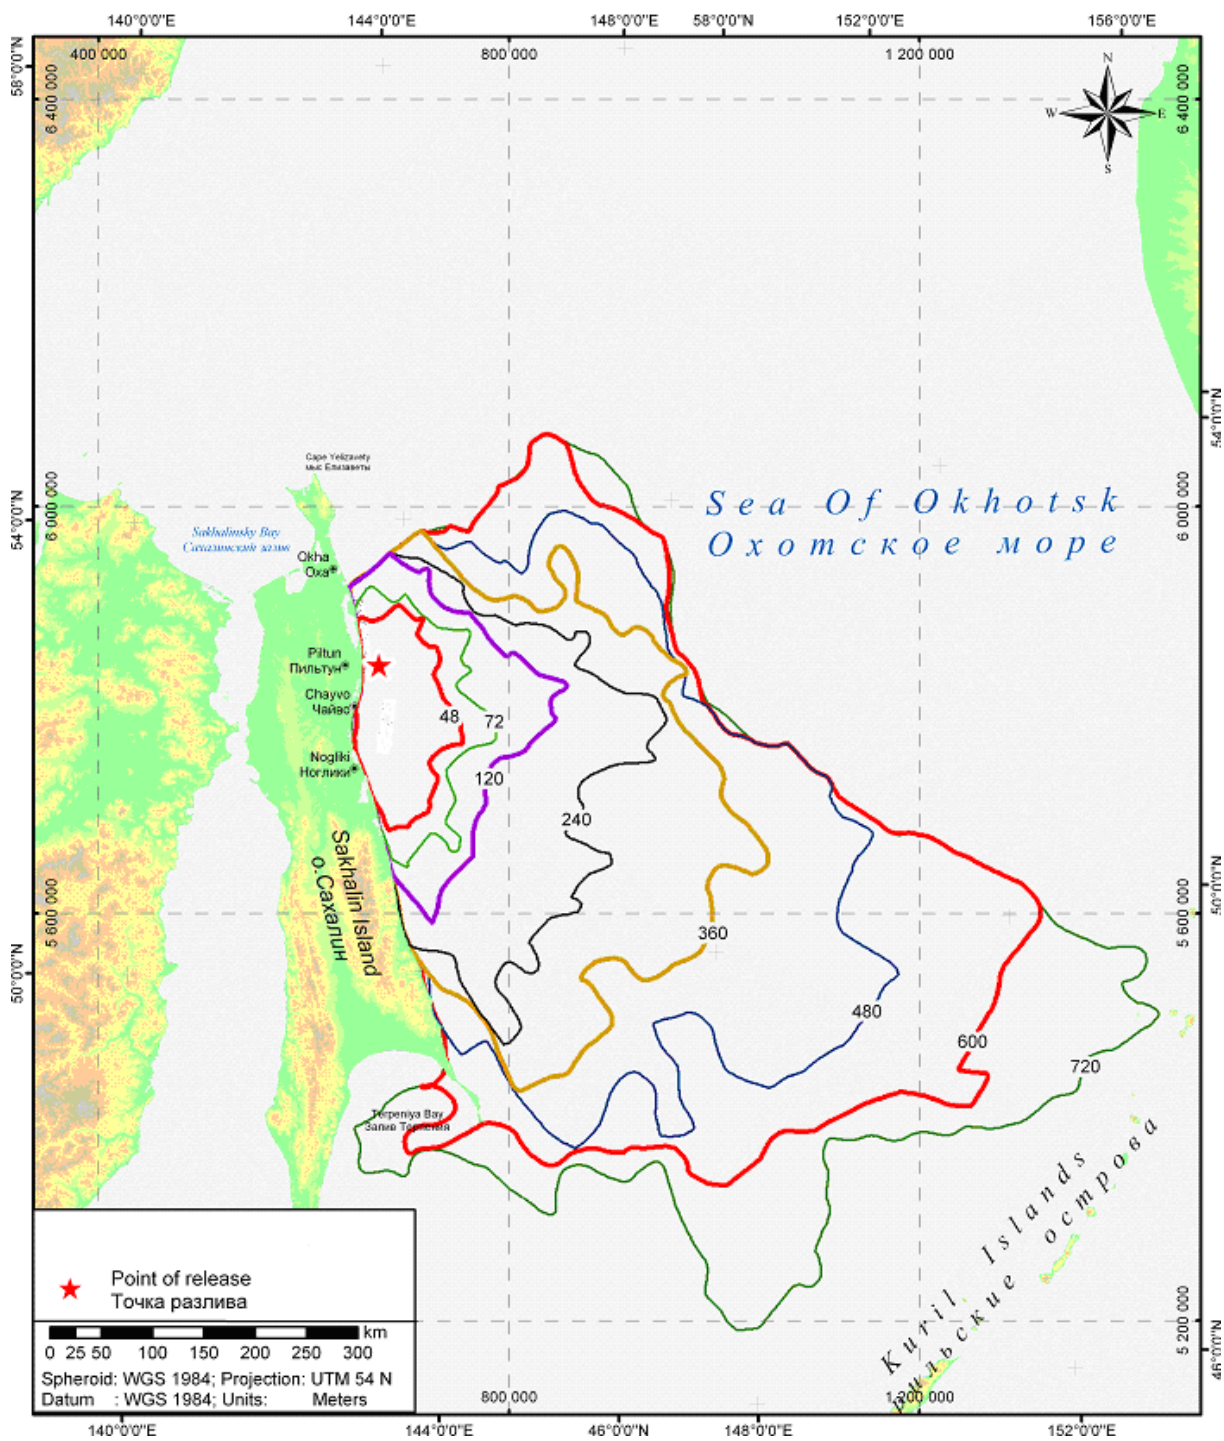 140°0'0"E 144°0'0"E 148°0'0"E 58°0'0"N 152°0'0"E 156°0'0"E
400 000 800 000 1 200 000
58°0'0"N
6 400 000
6 400 000
N
W E
S
54°0'0"N
Cape Yelizavety
мыс Елизаветы
54°0'0"N
6 000 000
6 000 000
Sea Of Okhotsk
Охотское море
Sakhalinsky Bay
Сахалинский залив
Okha
Оха
Piltun
Пильтун
Chayvo
Чайво
Nogliki
Ноглики
48
72
120
240
360
480
600
720
Sakhalin Island
о.Сахалин
5 600 000
5 600 000
50°0'0"N
50°0'0"N
Terpeniya Bay
Залив Терпения
Kuril Islands
острова
Point of release
Точка разлива
km
0 25 50 100 150 200 250 300
Spheroid: WGS 1984; Projection: UTM 54 N
Datum : WGS 1984; Units: Meters
5 200 000
46°0'0"N
800 000 1 200 000
140°0'0"E 144°0'0"E 146°0'0"E 148°0'0"E 152°0'0"E